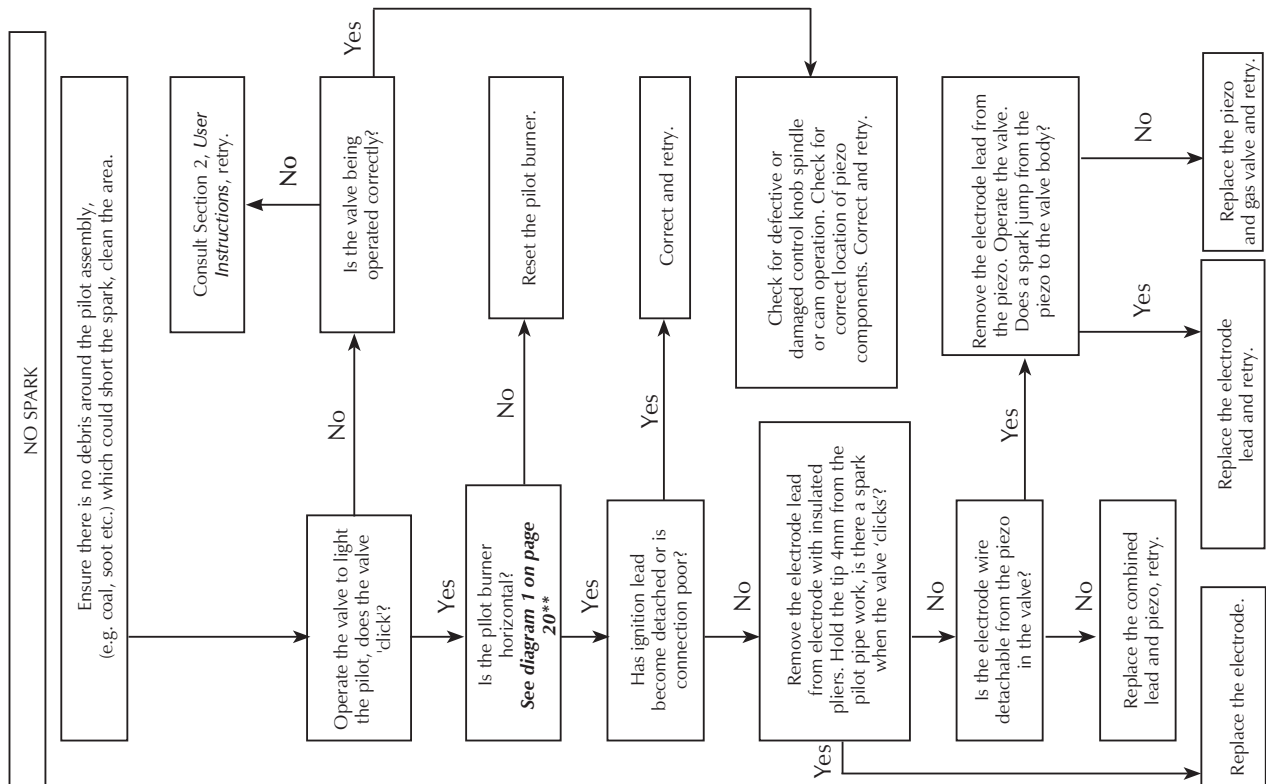 NO SPARK
Ensure there is no debris around the pilot assembly,
(e.g. coal, soot etc.) which could short the spark, clean the area.
Operate the valve to light
the pilot, does the valve
'click'?
No
Is the valve being
operated correctly?
No
Consult Section 2, User
Instructions, retry.
Yes
Yes
Is the pilot burner
horizontal?
See diagram 1 on page
20**
No
Reset the pilot burner.
Yes
Has ignition lead
become detached or is
connection poor?
Yes
Correct and retry.
No
Check for defective or
damaged control knob spindle
or cam operation. Check for
correct location of piezo
components. Correct and retry.
Remove the electrode lead
from electrode with insulated
pliers. Hold the tip 4mm from the
pilot pipe work, is there a spark
when the valve 'clicks'?
Yes
No
Is the electrode wire
detachable from the piezo
in the valve?
Yes
Remove the electrode lead from
the piezo. Operate the valve.
Does a spark jump from the
piezo to the valve body?
No
Replace the combined
lead and piezo, retry.
Yes
No
Replace the electrode.
Replace the electrode
lead and retry.
Replace the piezo
and gas valve and retry.